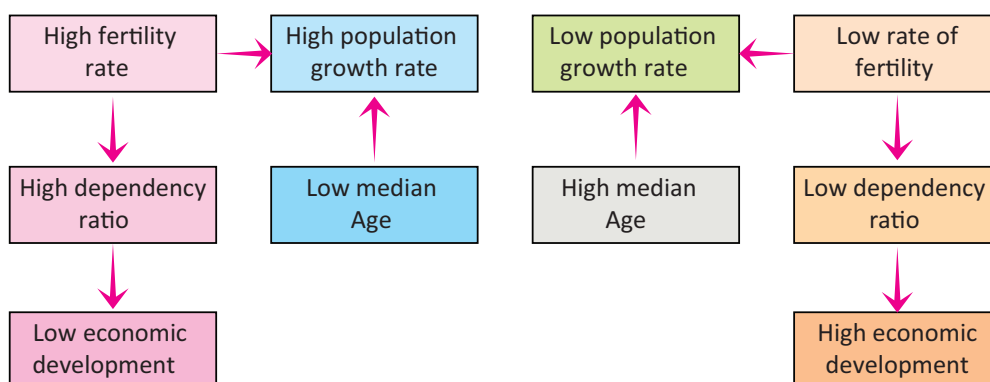 High fertility
rate
High population
growth rate
Low population
growth rate
Low rate of
fertility
High dependency
ratio
Low median
Age
High median
Age
Low dependency
ratio
Low economic
development
High economic
development